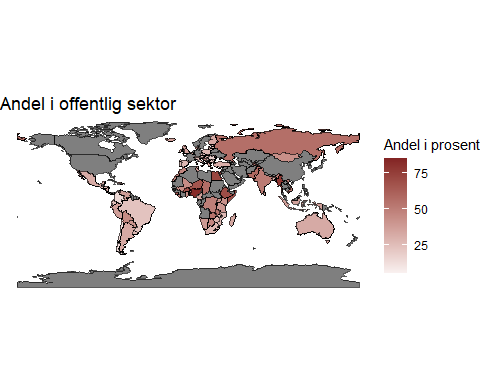 Andel i offentlig sektor
Andel i prosent
75
50
25